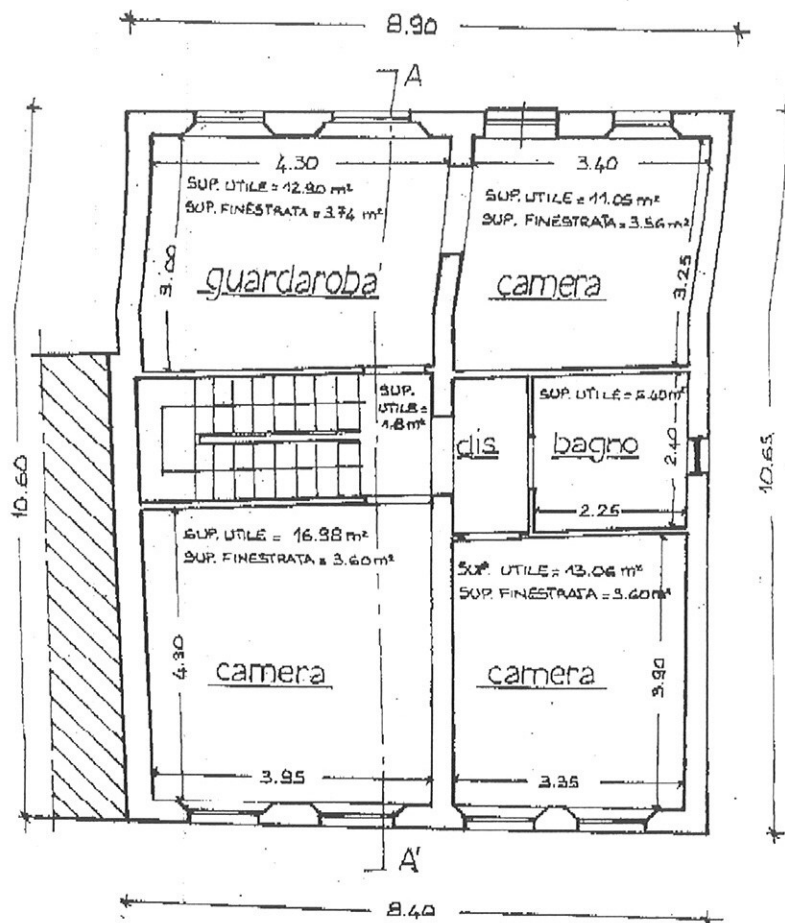 8.90
A
4.30
3.40
SUP. UTILE = 12.90 m²
SUP. FINESTRATA = 3.74 m²
SUP. UTILE = 11.05 m²
SUP. FINESTRATA = 3.56 m²
3.00
guardaroba
camera
3.25
SUP.
UTILE =
1.8 m²
SUP. UTILE = 5.40 m²
dis
bagno
2.40
2.25
10.60
10.65
SUP. UTILE = 16.98 m²
SUP. FINESTRATA = 3.60 m²
SUP. UTILE = 13.06 m²
SUP. FINESTRATA = 3.60 m²
4.30
camera
camera
3.90
3.95
3.35
A'
8.40